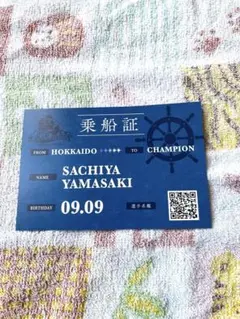 乗船証
FROM HOKKAIDO TO CHAMPION
NAME SACHIYA
YAMASAKI
BIRTHDAY 09.09